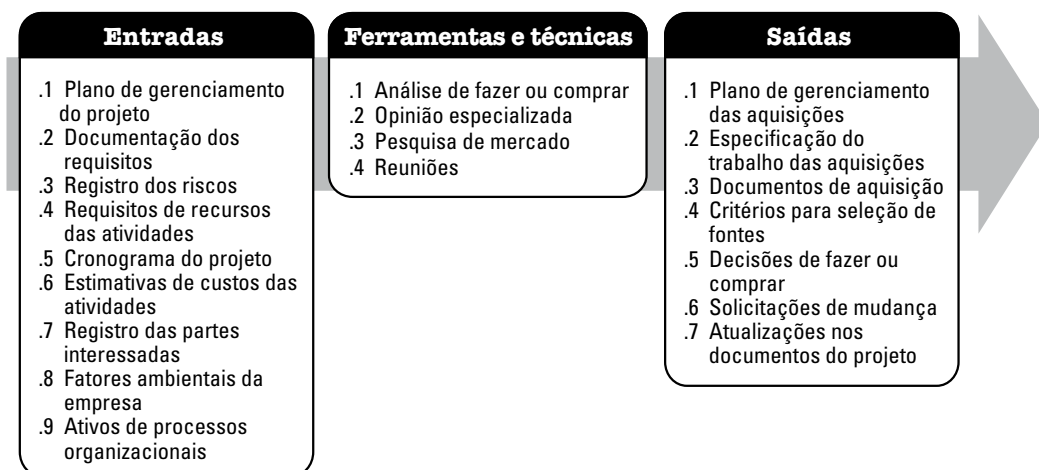 Entradas
.1 Plano de gerenciamento
do projeto
.2 Documentação dos
requisitos
.3 Registro dos riscos
.4 Requisitos de recursos
das atividades
.5 Cronograma do projeto
.6 Estimativas de custos das
atividades
.7 Registro das partes
interessadas
.8 Fatores ambientais da
empresa
.9 Ativos de processos
organizacionais
Ferramentas e técnicas
.1 Análise de fazer ou comprar
.2 Opinião especializada
.3 Pesquisa de mercado
.4 Reuniões
Saídas
.1 Plano de gerenciamento
das aquisições
.2 Especificação do
trabalho das aquisições
.3 Documentos de aquisição
.4 Critérios para seleção de
fontes
.5 Decisões de fazer ou
comprar
.6 Solicitações de mudança
.7 Atualizações nos
documentos do projeto